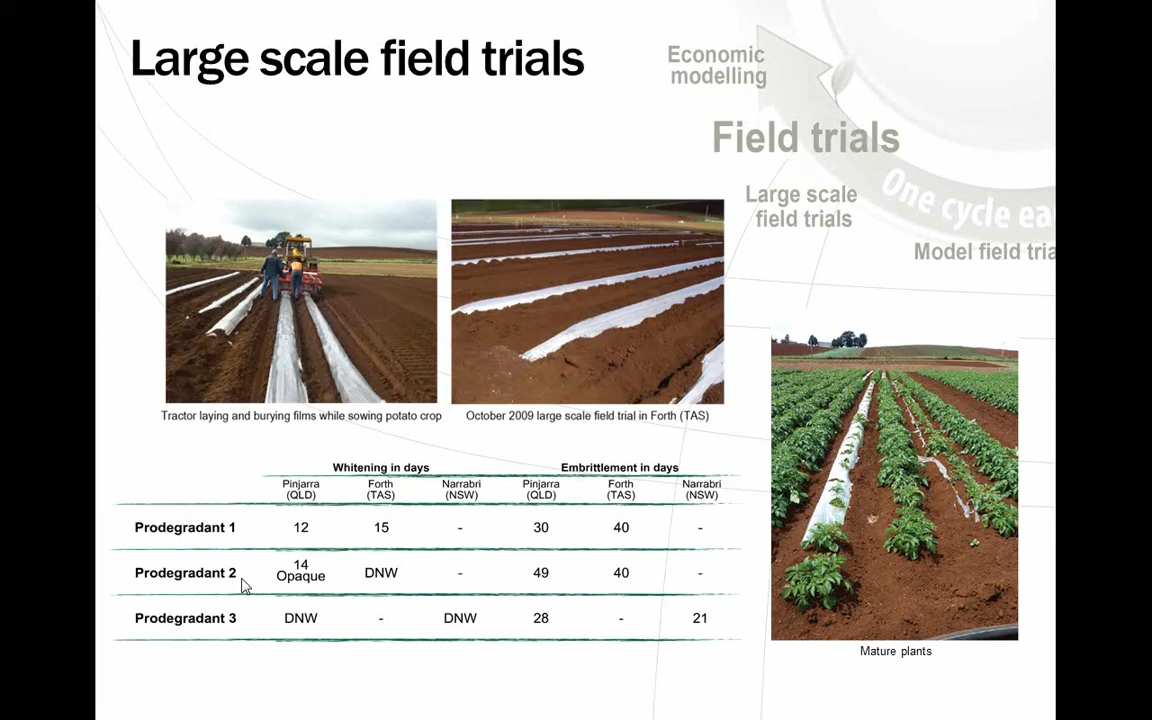 Large scale field trials
Economic
modelling
Field trials
Large scale
field trials
One cycle ea
Model field tria
Tractor laying and burying films while sowing potato crop
October 2009 large scale field trial in Forth (TAS)
Whitening in days Embrittlement in days
Pinjarra Forth Narrabri Pinjarra Forth Narrabri
(QLD) (TAS) (NSW) (QLD) (TAS) (NSW)
Prodegradant 1 12 15 - 30 40 -
14
Prodegradant 2 Opaque DNW - 49 40 -
Prodegradant 3 DNW - DNW 28 - 21
Mature plants